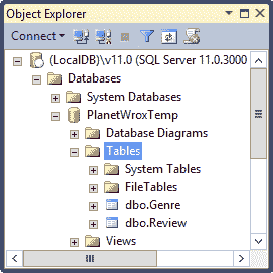 Object Explorer
Connect
(LocalDB)\v11.0 (SQL Server 11.0.3000
Databases
System Databases
PlanetWroxTemp
Database Diagrams
Tables
System Tables
FileTables
dbo.Genre
dbo.Review
Views